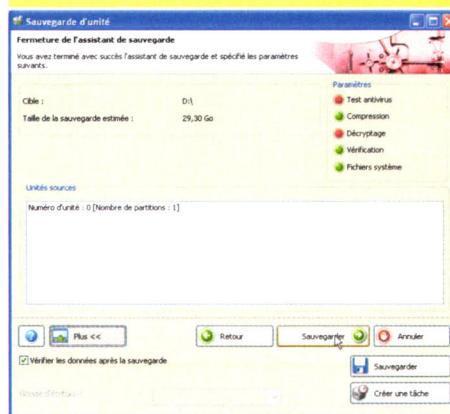 Sauvegarde d'unité
Fermeture de l'assistant de sauvegarde
Vous avez terminé avec succès l'assistant de sauvegarde et spécifié les paramètres
suivants.
Paramètres
Cible : D:\
Test antivirus
Taille de la sauvegarde estimée : 29,30 Go
Compression
Décryptage
Vérification
Fichiers système
Unités sources
Numéro d'unité : 0 [Nombre de partitions : 1]
Plus << Retour Sauvegarder Annuler
Vérifier les données après la sauvegarde
Sauvegarder
Créer une tâche